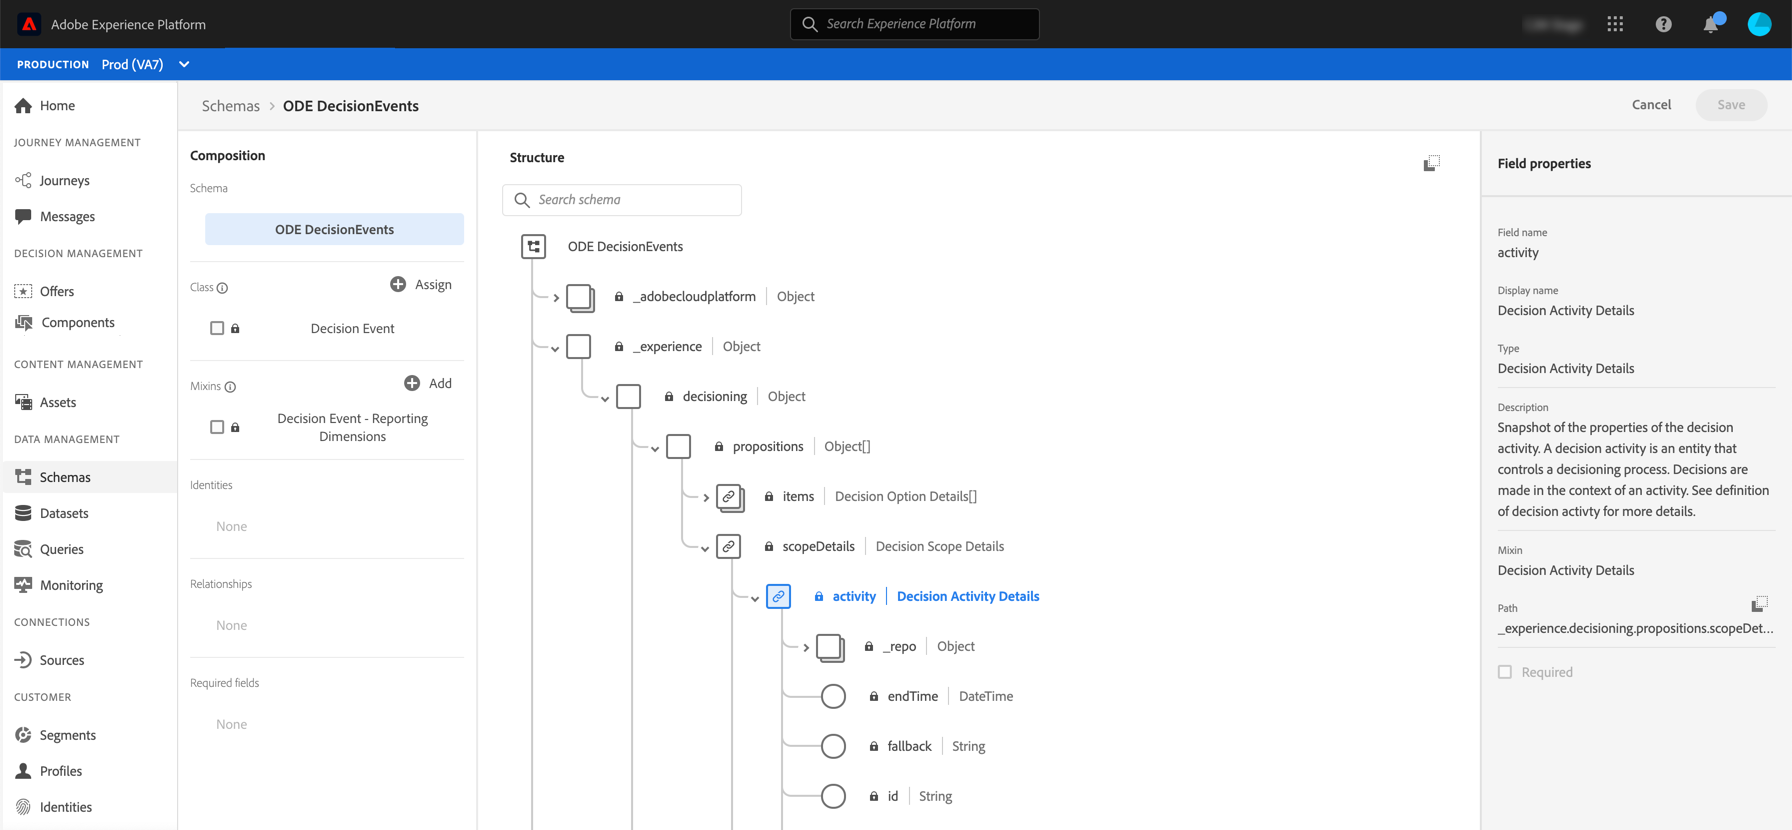 Adobe Experience Platform
Search Experience Platform
PRODUCTION Prod (VA7)
Home
JOURNEY MANAGEMENT
Journeys
Messages
DECISION MANAGEMENT
Offers
Components
CONTENT MANAGEMENT
Assets
DATA MANAGEMENT
Schemas
Datasets
Queries
Monitoring
CONNECTIONS
Sources
CUSTOMER
Segments
Profiles
Identities
Schemas > ODE DecisionEvents
Cancel
Save
Composition
Schema
ODE DecisionEvents
Class
Assign
Decision Event
Mixins
Add
Decision Event - Reporting
Dimensions
Identities
None
Relationships
None
Required fields
None
Structure
Search schema
ODE DecisionEvents
_adobecloudplatform | Object
_experience | Object
decisioning | Object
propositions | Object[]
items | Decision Option Details[]
scopeDetails | Decision Scope Details
activity | Decision Activity Details
_repo | Object
endTime | DateTime
fallback | String
id | String
Field properties
Field name
activity
Display name
Decision Activity Details
Type
Decision Activity Details
Description
Snapshot of the properties of the decision
activity. A decision activity is an entity that
controls a decisioning process. Decisions are
made in the context of an activity. See definition
of decision activty for more details.
Mixin
Decision Activity Details
Path
_experience.decisioning.propositions.scopeDet...
Required